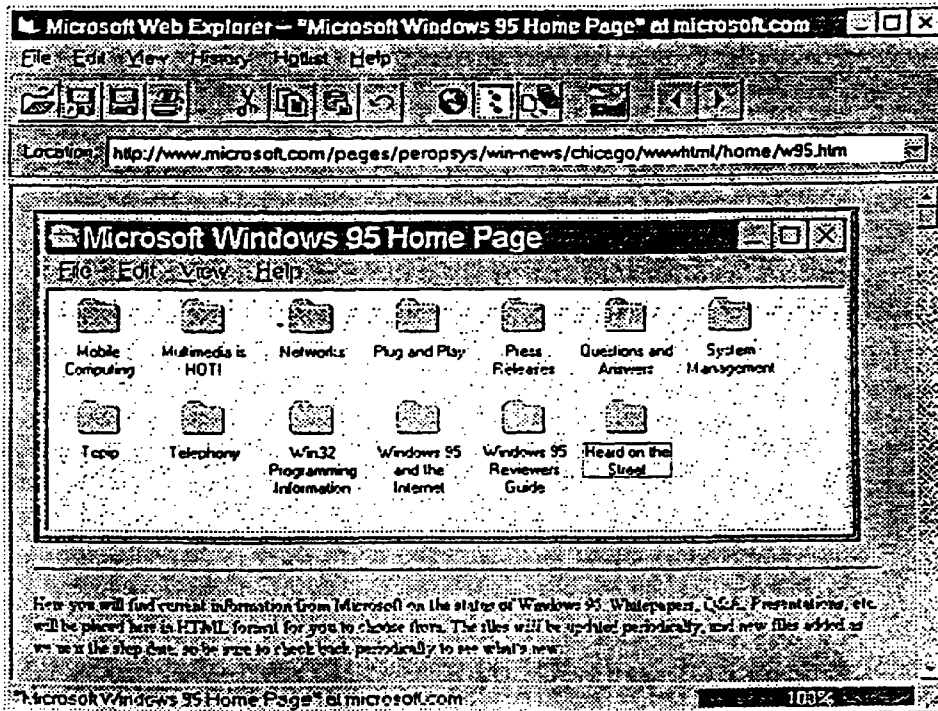 Microsoft Web Explorer — "Microsoft Windows 95 Home Page" at microsoft.com
File Edit View History Hotlist Help
Location: http://www.microsoft.com/pages/peropsys/win-news/chicago/wwwhtml/home/w95.htm
Microsoft Windows 95 Home Page
File Edit View Help
Mobile Computing
Multimedia is HOT!
Networks
Plug and Play
Press Releases
Questions and Answers
System Management
Tcpip
Telephony
Win32 Programming Information
Windows 95 and the Internet
Windows 95 Reviewers Guide
Heard on the Street
Here you will find current information from Microsoft on the status of Windows 95. Whitepapers, Q&A, Presentations, etc.
will be placed here in HTML format for you to choose from. The files will be updated periodically, and new files added as
we near the ship date, so be sure to check back periodically to see what's new.
"Microsoft Windows 95 Home Page" at microsoft.com
103%